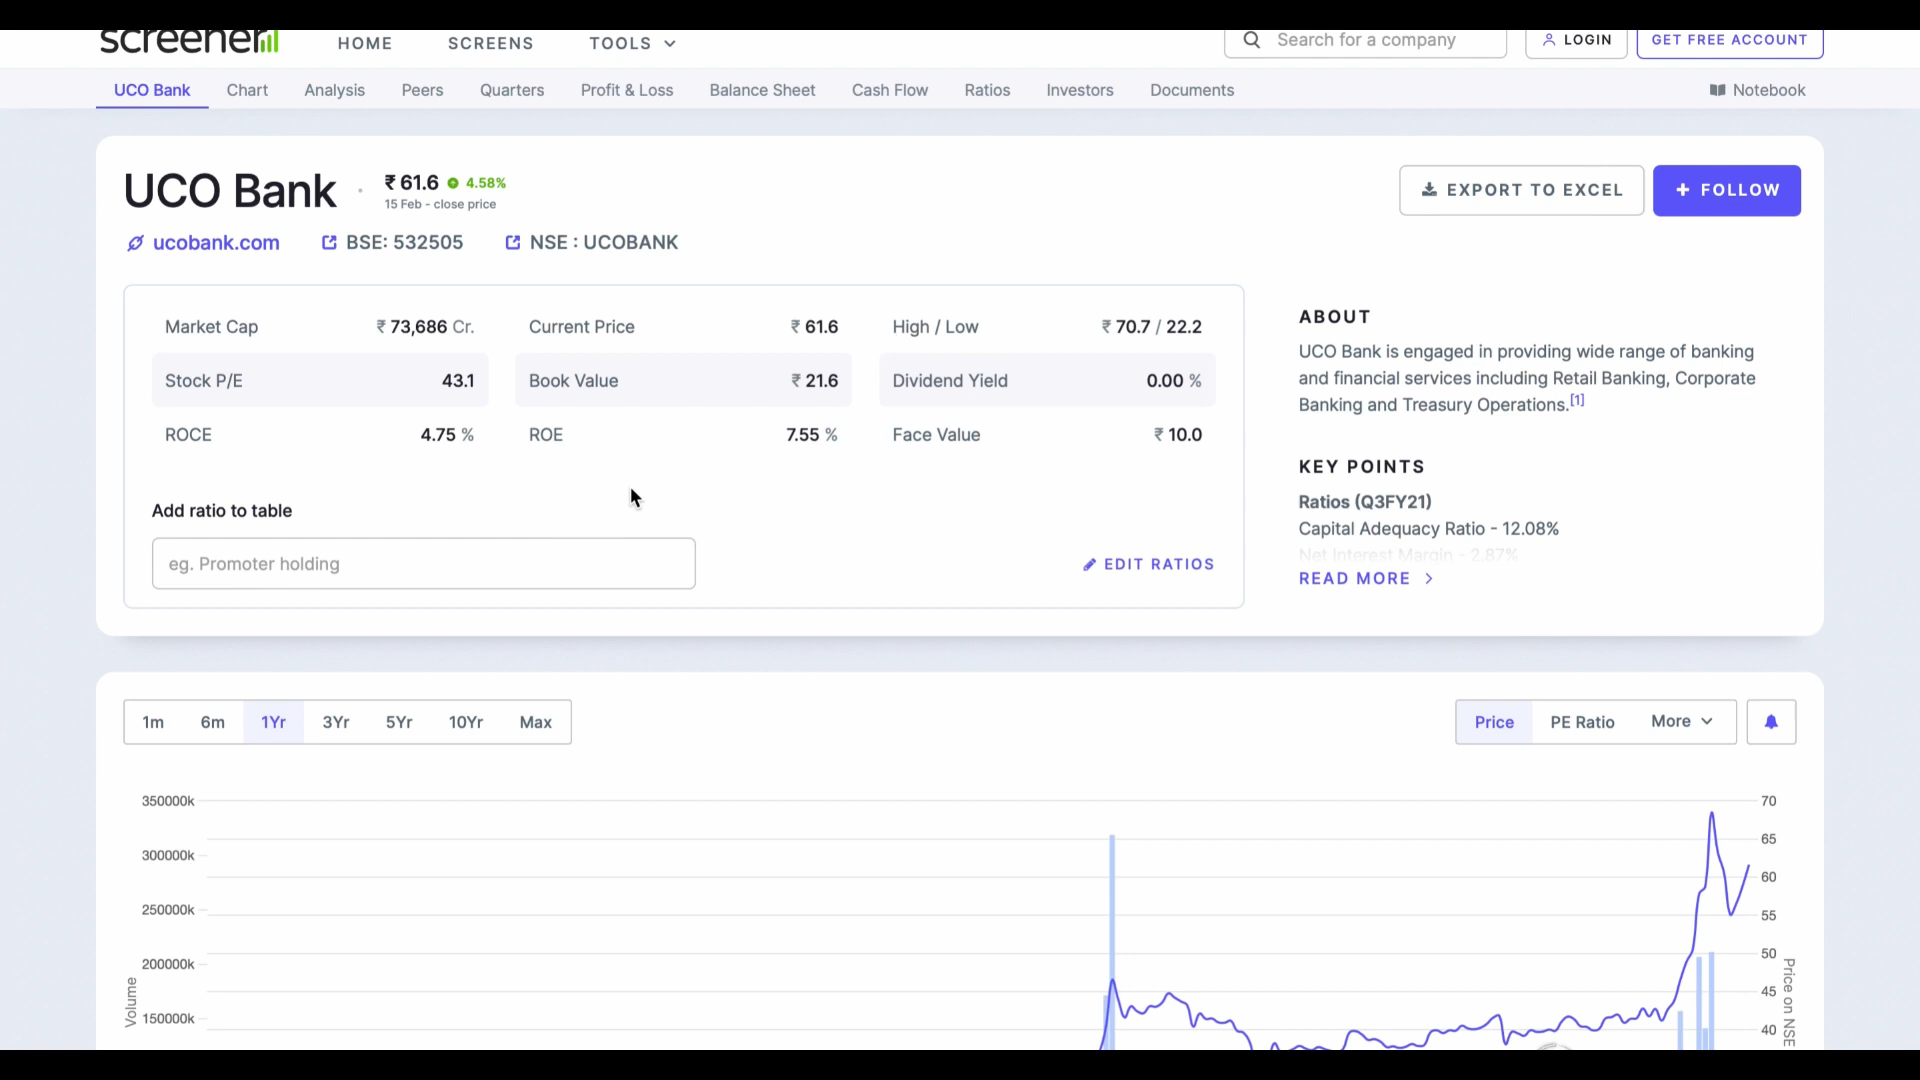 screener
HOME SCREENS TOOLS
Search for a company
LOGIN
GET FREE ACCOUNT
UCO Bank Chart Analysis Peers Quarters Profit & Loss Balance Sheet Cash Flow Ratios Investors Documents Notebook
UCO Bank
₹ 61.6 4.58%
15 Feb - close price
EXPORT TO EXCEL
+ FOLLOW
ucobank.com BSE: 532505 NSE : UCOBANK
Market Cap ₹ 73,686 Cr. Current Price ₹ 61.6 High / Low ₹ 70.7 / 22.2
Stock P/E 43.1 Book Value ₹ 21.6 Dividend Yield 0.00 %
ROCE 4.75 % ROE 7.55 % Face Value ₹ 10.0
Add ratio to table
eg. Promoter holding
EDIT RATIOS
ABOUT
UCO Bank is engaged in providing wide range of banking
and financial services including Retail Banking, Corporate
Banking and Treasury Operations.[1]
KEY POINTS
Ratios (Q3FY21)
Capital Adequacy Ratio - 12.08%
Net Interest Margin - 2.87%
READ MORE
1m 6m 1Yr 3Yr 5Yr 10Yr Max
Price PE Ratio More
350000k
300000k
250000k
200000k
150000k
Volume
70
65
60
55
50
45
40
Price on NSE